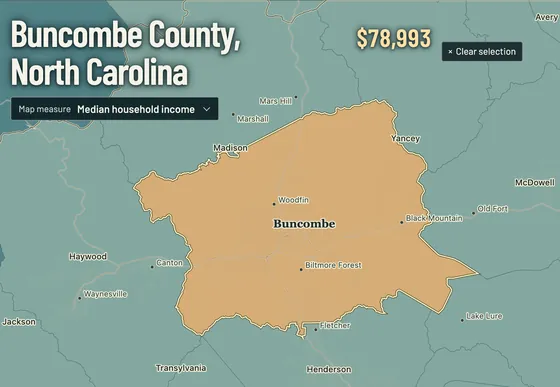 Buncombe County,
North Carolina
$78,993
× Clear selection
Avery
Map measure Median household income
Mars Hill
Marshall
Yancey
Madison
McDowell
Woodfin
Old Fort
Black Mountain
Buncombe
Haywood
Canton
Biltmore Forest
Waynesville
Lake Lure
Jackson
Fletcher
Transylvania
Henderson